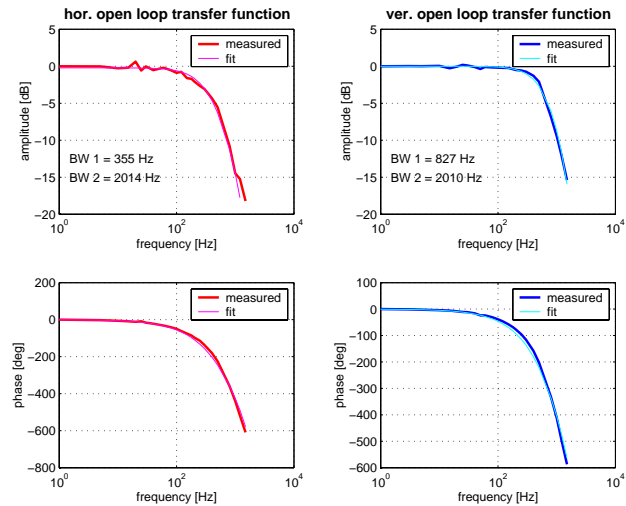 hor. open loop transfer function
amplitude [dB]
5
0
−5
−10
−15
−20
measured
fit
BW 1 = 355 Hz
BW 2 = 2014 Hz
10^0
10^2
10^4
frequency [Hz]
ver. open loop transfer function
amplitude [dB]
5
0
−5
−10
−15
−20
measured
fit
BW 1 = 827 Hz
BW 2 = 2010 Hz
10^0
10^2
10^4
frequency [Hz]
phase [deg]
200
0
−200
−400
−600
−800
measured
fit
10^0
10^2
10^4
frequency [Hz]
phase [deg]
100
0
−100
−200
−300
−400
−500
−600
measured
fit
10^0
10^2
10^4
frequency [Hz]